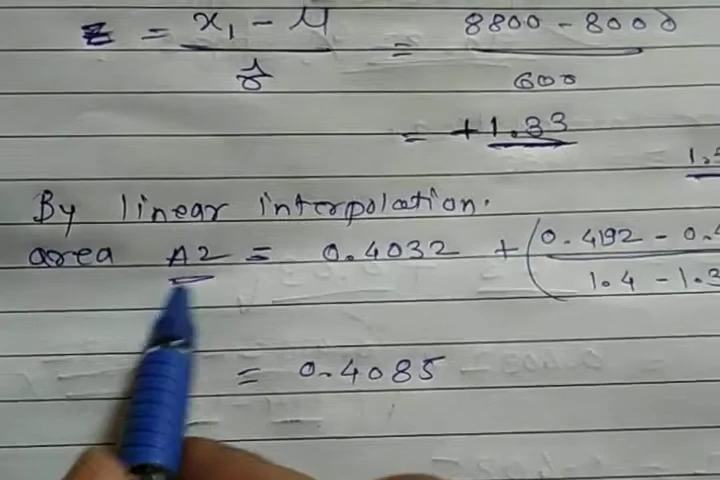 z = x₁ - μ / σ = 8800 - 8000 / 600
= +1.33
By linear interpolation.
area A2 = 0.4032 + (0.4192 - 0.4 / 1.4 - 1.3
= 0.4085